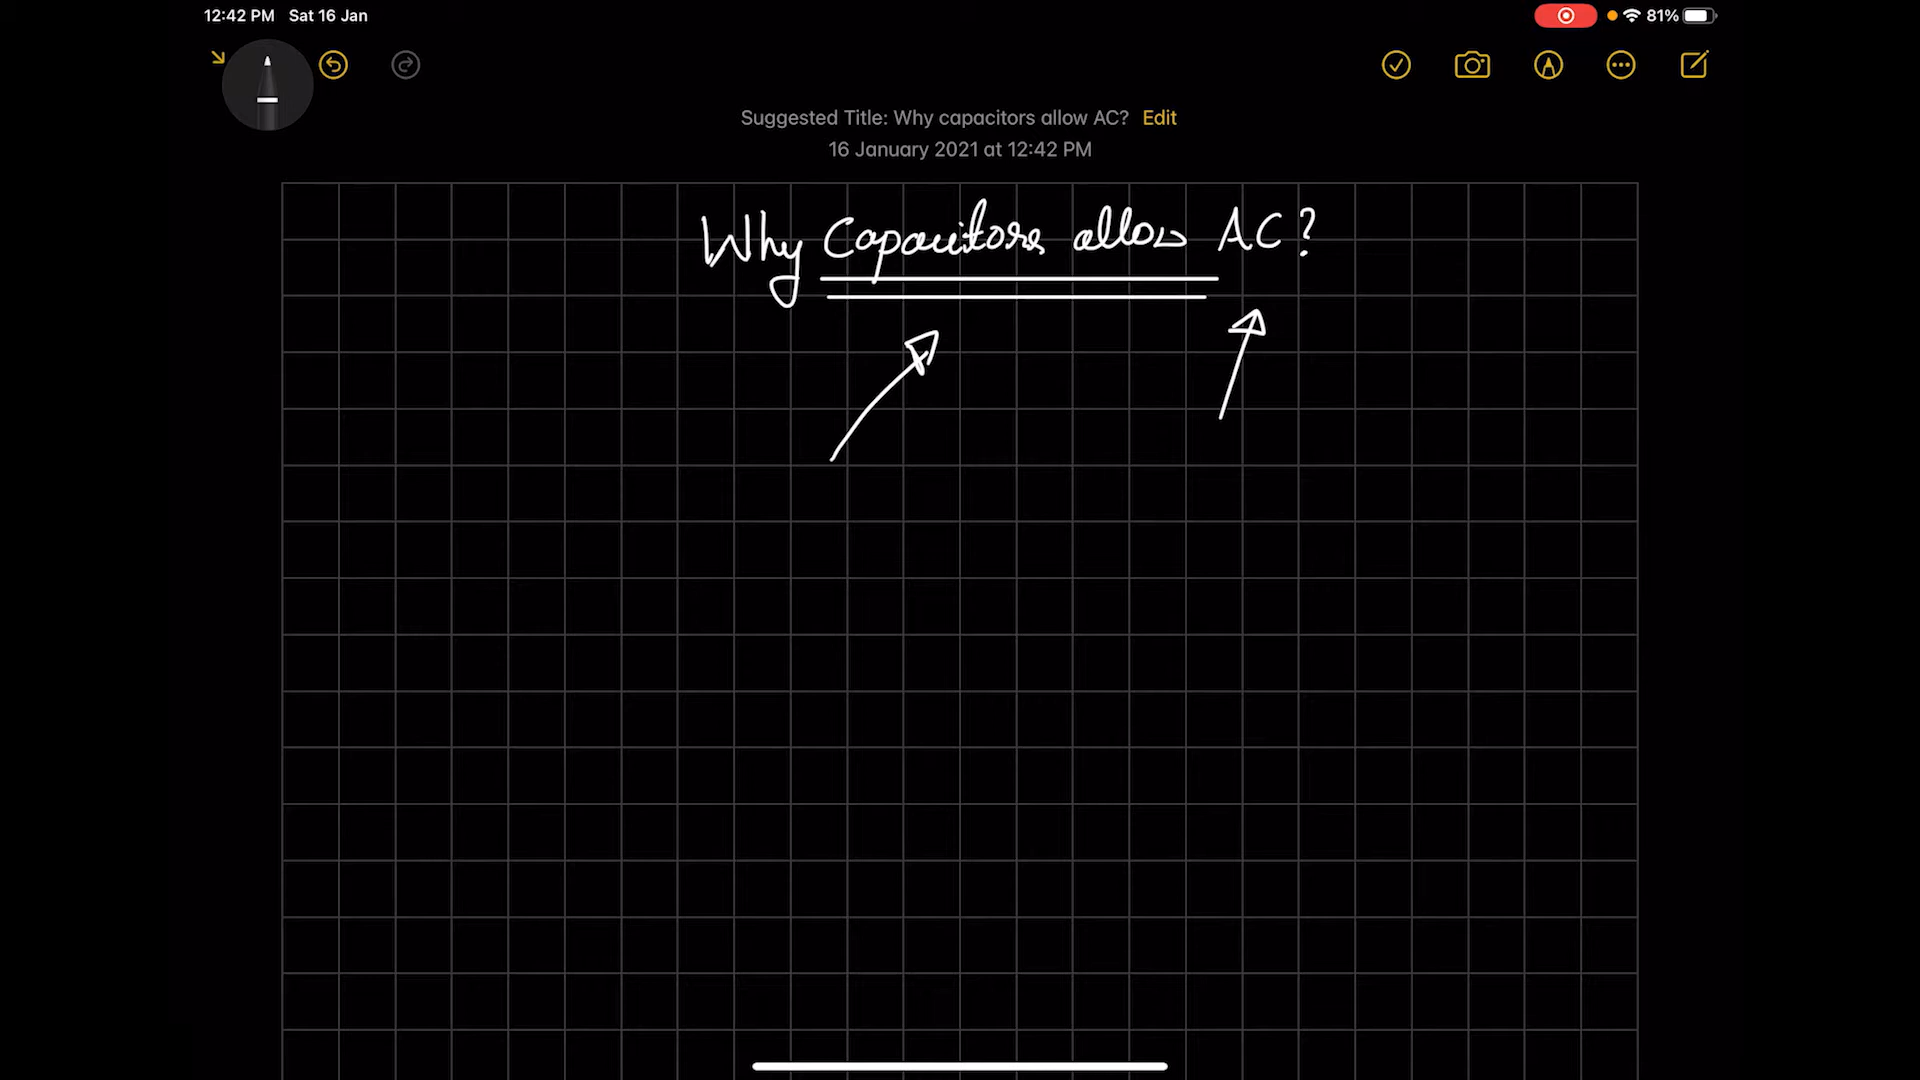 12:42 PM Sat 16 Jan 81%
Suggested Title: Why capacitors allow AC? Edit
16 January 2021 at 12:42 PM
Why Capacitors allow AC?